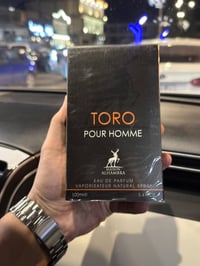 TORO
POUR HOMME
ALHAMBRA
EAU DE PARFUM
VAPORISATEUR NATURAL SPRAY
100ml